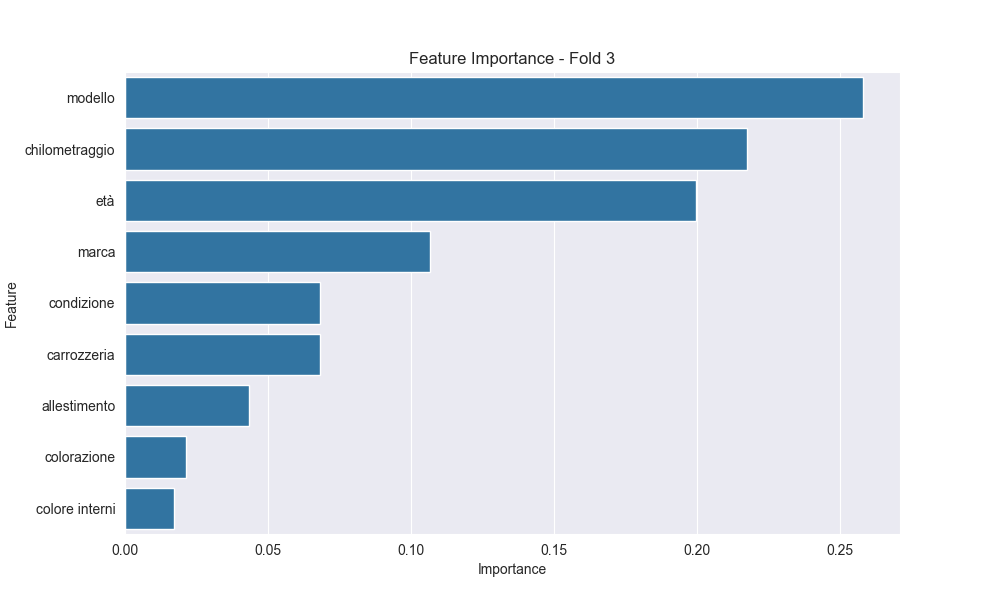 Feature Importance - Fold 3
modello
chilometraggio
età
marca
condizione
carrozzeria
allestimento
colorazione
colore interni
Feature
0.00 0.05 0.10 0.15 0.20 0.25
Importance